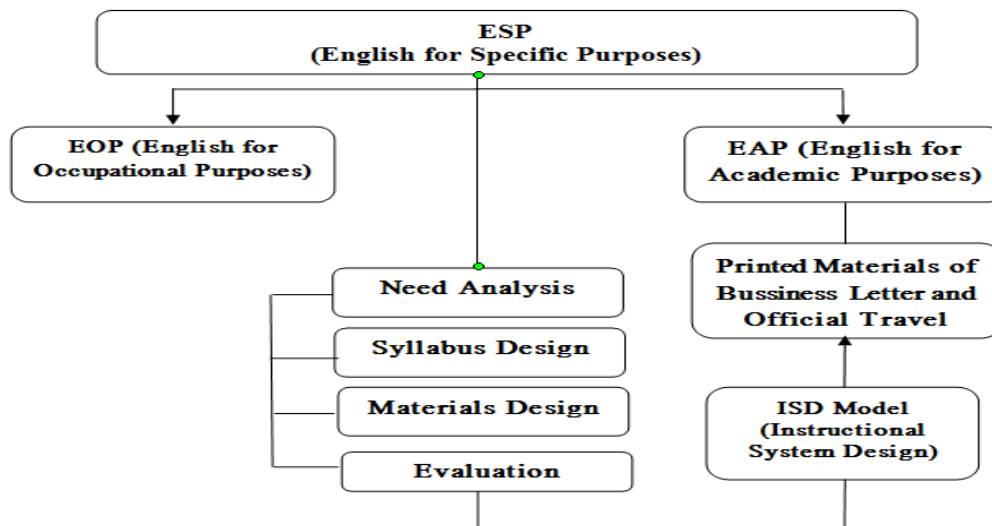 ESP
(English for Specific Purposes)
EOP (English for
Occupational Purposes)
EAP (English for
Academic Purposes)
Need Analysis
Syllabus Design
Materials Design
Evaluation
Printed Materials of
Bussiness Letter and
Official Travel
ISD Model
(Instructional
System Design)